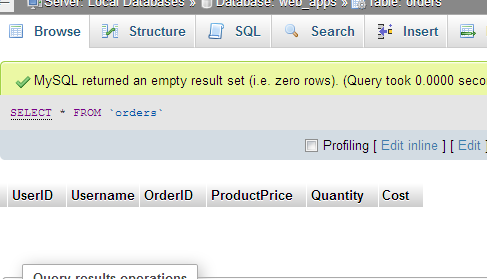 Server: Local Databases » Database: web_apps » Table: orders
Browse Structure SQL Search Insert
MySQL returned an empty result set (i.e. zero rows). (Query took 0.0000 seco
SELECT * FROM `orders`
Profiling [ Edit inline ] [ Edit ]
UserID Username OrderID ProductPrice Quantity Cost
Query results operations